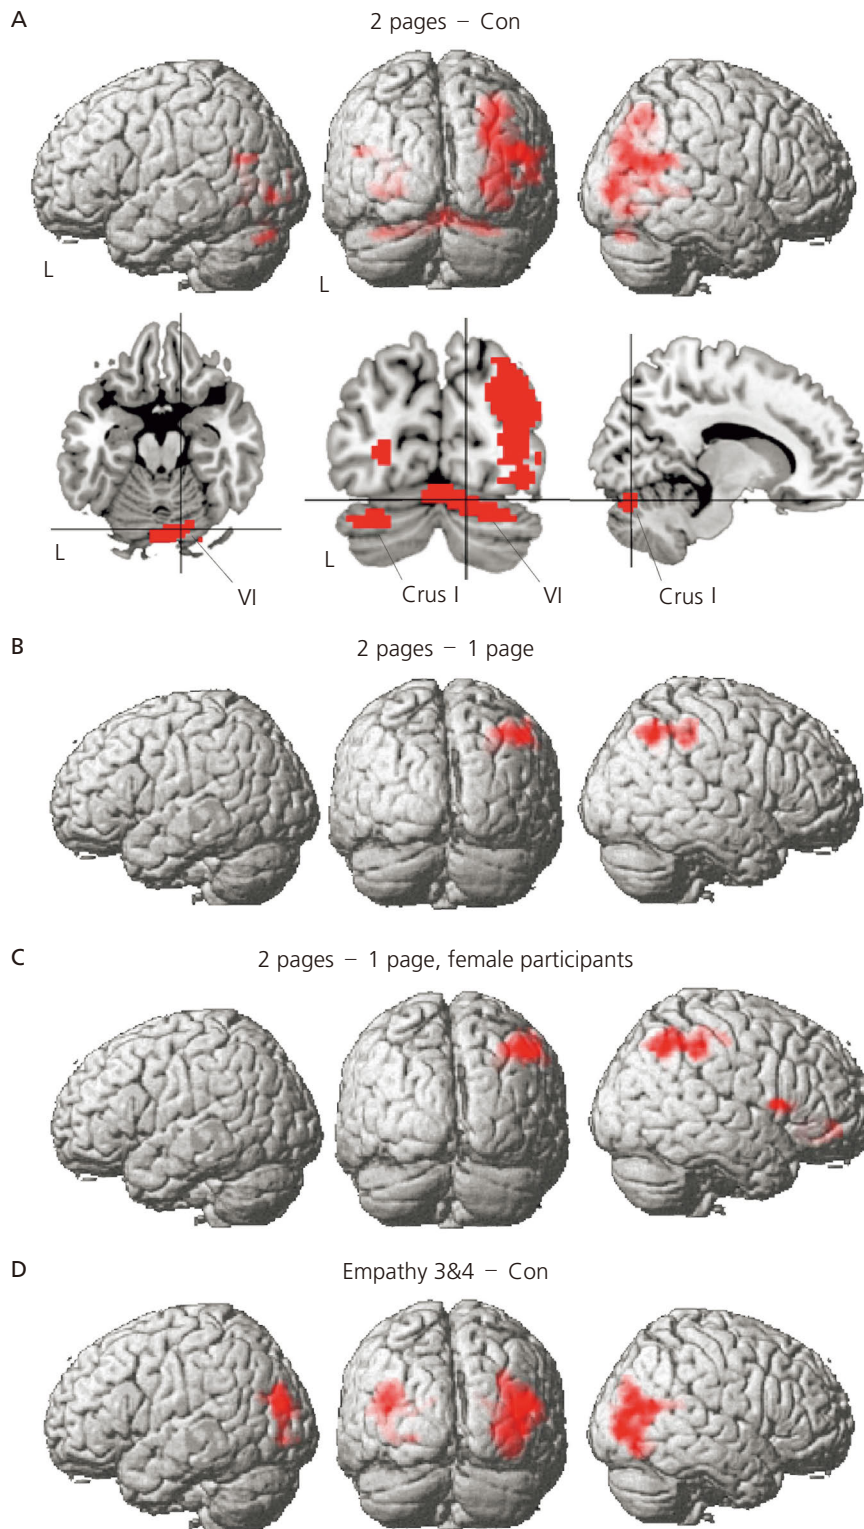 A
2 pages − Con
L
L
L
L
VI
Crus I
VI
Crus I
B
2 pages − 1 page
C
2 pages − 1 page, female participants
D
Empathy 3&4 − Con